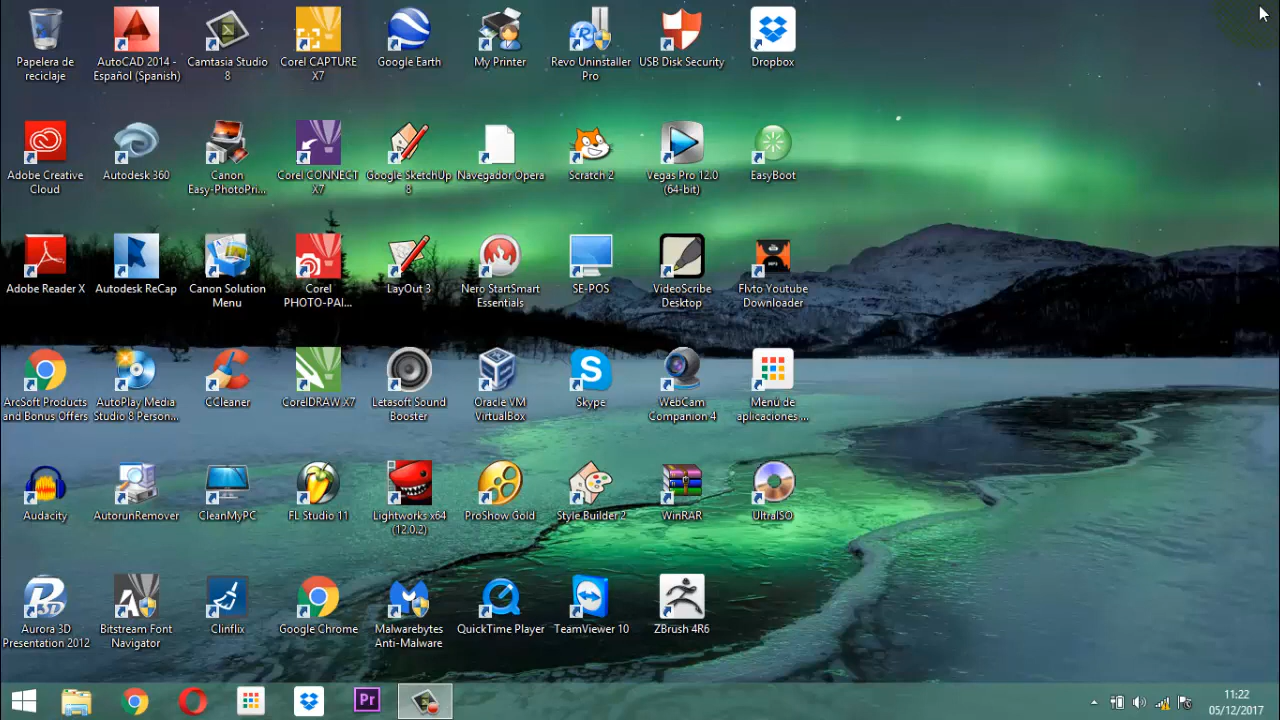 Papelera de
reciclaje
AutoCAD 2014 -
Español (Spanish)
Camtasia Studio
8
Corel CAPTURE
X7
Google Earth
My Printer
Revo Uninstaller
Pro
USB Disk Security
Dropbox
Adobe Creative
Cloud
Autodesk 360
Canon
Easy-PhotoPri...
Corel CONNECT
X7
Google SketchUp
8
Navegador Opera
Scratch 2
Vegas Pro 12.0
(64-bit)
EasyBoot
Adobe Reader X
Autodesk ReCap
Canon Solution
Menu
Corel
PHOTO-PAI...
LayOut 3
Nero StartSmart
Essentials
SE-POS
VideoScribe
Desktop
Flvto Youtube
Downloader
ArcSoft Products
and Bonus Offers
AutoPlay Media
Studio 8 Person...
CCleaner
CorelDRAW X7
Letasoft Sound
Booster
Oracle VM
VirtualBox
Skype
WebCam
Companion 4
Menú de
aplicaciones ...
Audacity
AutorunRemover
CleanMyPC
FL Studio 11
Lightworks x64
(12.0.2)
ProShow Gold
Style Builder 2
WinRAR
UltraISO
Aurora 3D
Presentation 2012
Bitstream Font
Navigator
Clinflix
Google Chrome
Malwarebytes
Anti-Malware
QuickTime Player
TeamViewer 10
ZBrush 4R6
Pr
11:22
05/12/2017